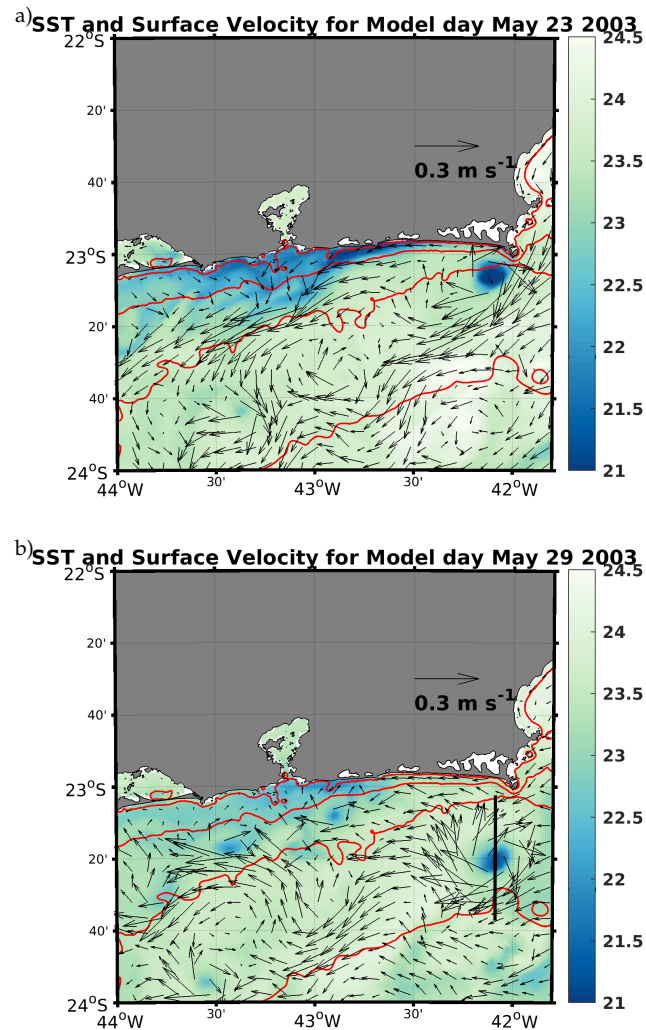 a)
SST and Surface Velocity for Model day May 23 2003
22°S
20'
40'
23°S
20'
40'
24°S
44°W
30'
43°W
30'
42°W
0.3 m s-1
24.5
24
23.5
23
22.5
22
21.5
21
b)
SST and Surface Velocity for Model day May 29 2003
22°S
20'
40'
23°S
20'
40'
24°S
44°W
30'
43°W
30'
42°W
0.3 m s-1
24.5
24
23.5
23
22.5
22
21.5
21